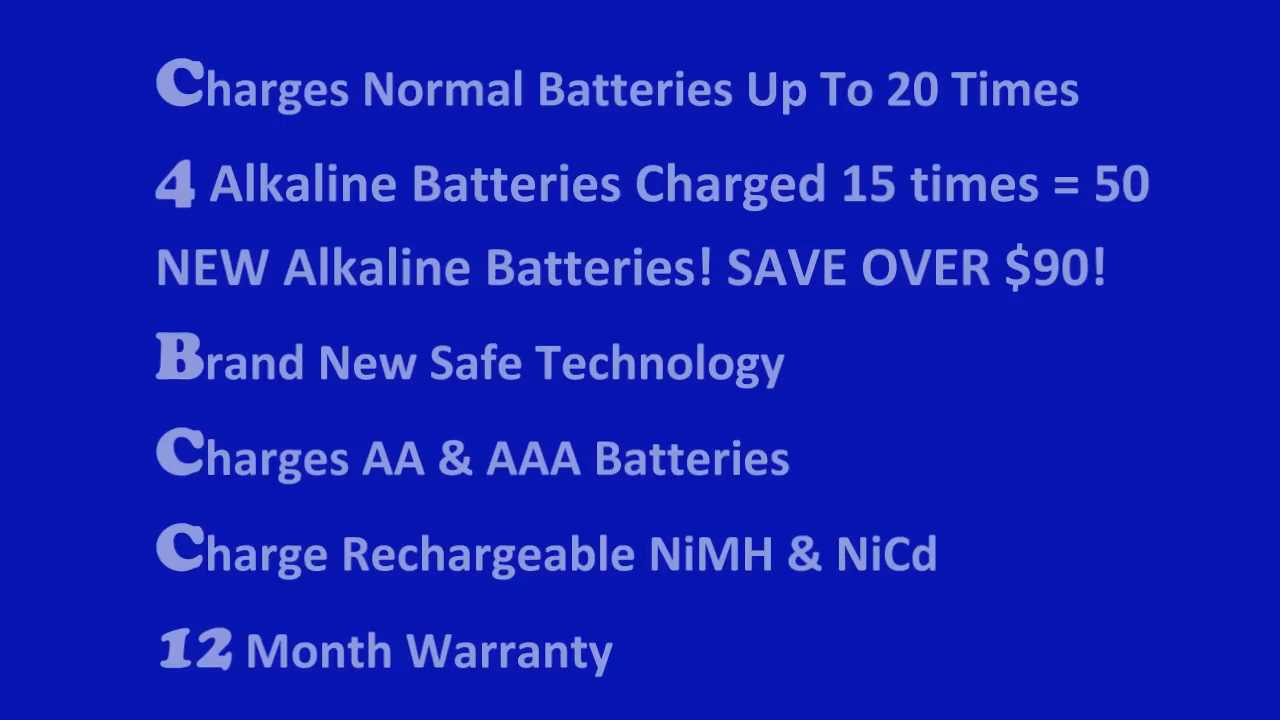 Charges Normal Batteries Up To 20 Times
4 Alkaline Batteries Charged 15 times = 50
NEW Alkaline Batteries! SAVE OVER $90!
Brand New Safe Technology
Charges AA & AAA Batteries
Charge Rechargeable NiMH & NiCd
12 Month Warranty